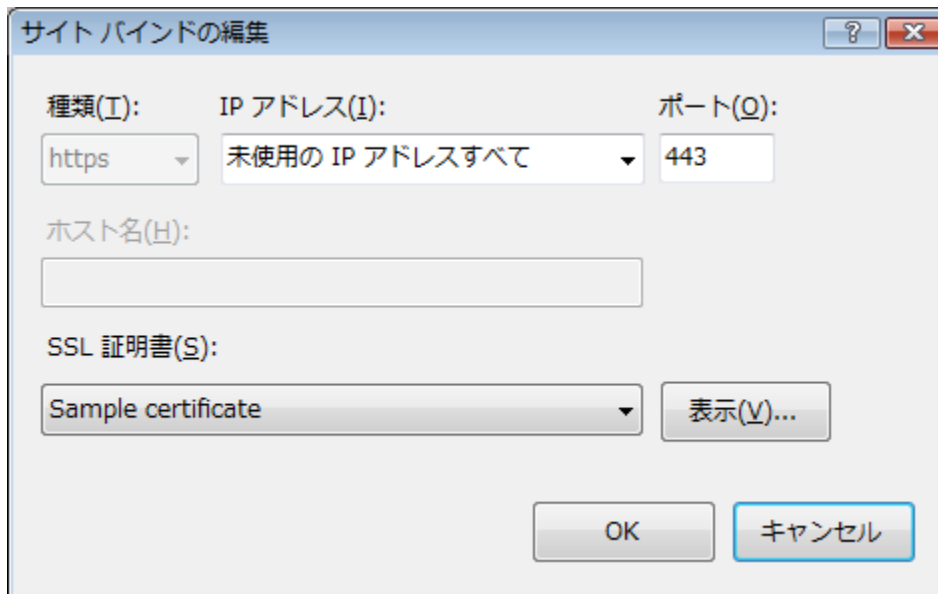 サイト バインドの編集
種類(T): IP アドレス(I): ポート(O):
https 未使用の IP アドレスすべて 443
ホスト名(H):
SSL 証明書(S):
Sample certificate 表示(V)...
OK キャンセル